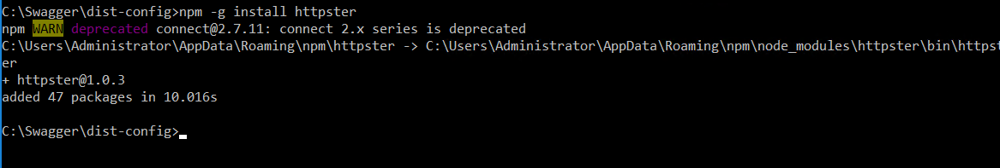 C:\Swagger\dist-config>npm -g install httpster
npm WARN deprecated connect@2.7.11: connect 2.x series is deprecated
C:\Users\Administrator\AppData\Roaming\npm\httpster -> C:\Users\Administrator\AppData\Roaming\npm\node_modules\httpster\bin\httpst
er
+ httpster@1.0.3
added 47 packages in 10.016s
C:\Swagger\dist-config>